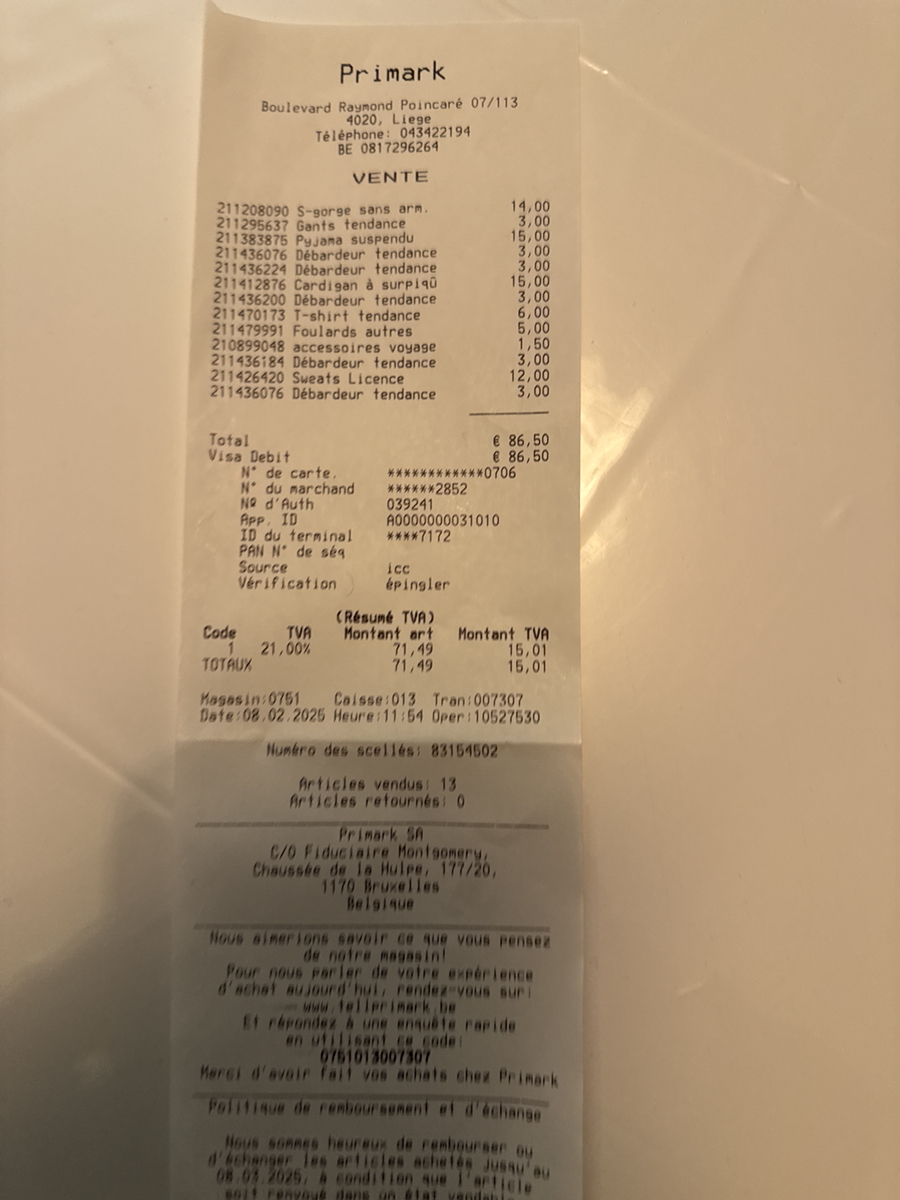 Primark
Boulevard Raymond Poincaré 07/113
4020, Liege
Téléphone: 043422194
BE 0817296264
VENTE
211208090 S-gorge sans arm. 14,00
211295637 Gants tendance 3,00
211383875 Pyjama suspendu 15,00
211436076 Débardeur tendance 3,00
211436224 Débardeur tendance 3,00
211412876 Cardigan à surpiqû 15,00
211436200 Débardeur tendance 3,00
211470173 T-shirt tendance 6,00
211479991 Foulards autres 5,00
210899048 accessoires voyage 1,50
211436184 Débardeur tendance 3,00
211426420 Sweats Licence 12,00
211436076 Débardeur tendance 3,00
Total € 86,50
Visa Debit € 86,50
N° de carte. ************0706
N° du marchand ******2852
Nº d'Auth 039241
App. ID A0000000031010
ID du terminal ****7172
PAN N° de séq
Source icc
Vérification épingler
(Résumé TVA)
Code TVA Montant art Montant TVA
1 21,00% 71,49 15,01
TOTAUX 71,49 15,01
Magasin:0751 Caisse:013 Tran:007307
Date:08.02.2025 Heure:11:54 Oper:10527530
Numéro des scellés: 83154502
Articles vendus: 13
Articles retournés: 0
Primark SA
C/O Fiduciaire Montgomery,
Chaussée de la Hulpe, 177/20,
1170 Bruxelles
Belgique
Nous aimerions savoir ce que vous pensez
de notre magasin!
Pour nous parler de votre expérience
d'achat aujourd'hui, rendez-vous sur:
www.tellprimark.be
Et répondez à une enquête rapide
en utilisant ce code:
0751013007307
Merci d'avoir fait vos achats chez Primark
Politique de remboursement et d'échange
Nous sommes heureux de rembourser ou
d'échanger les articles achetés jusqu'au
08.03.2025, à condition que l'article
soit renvoyé dans un état